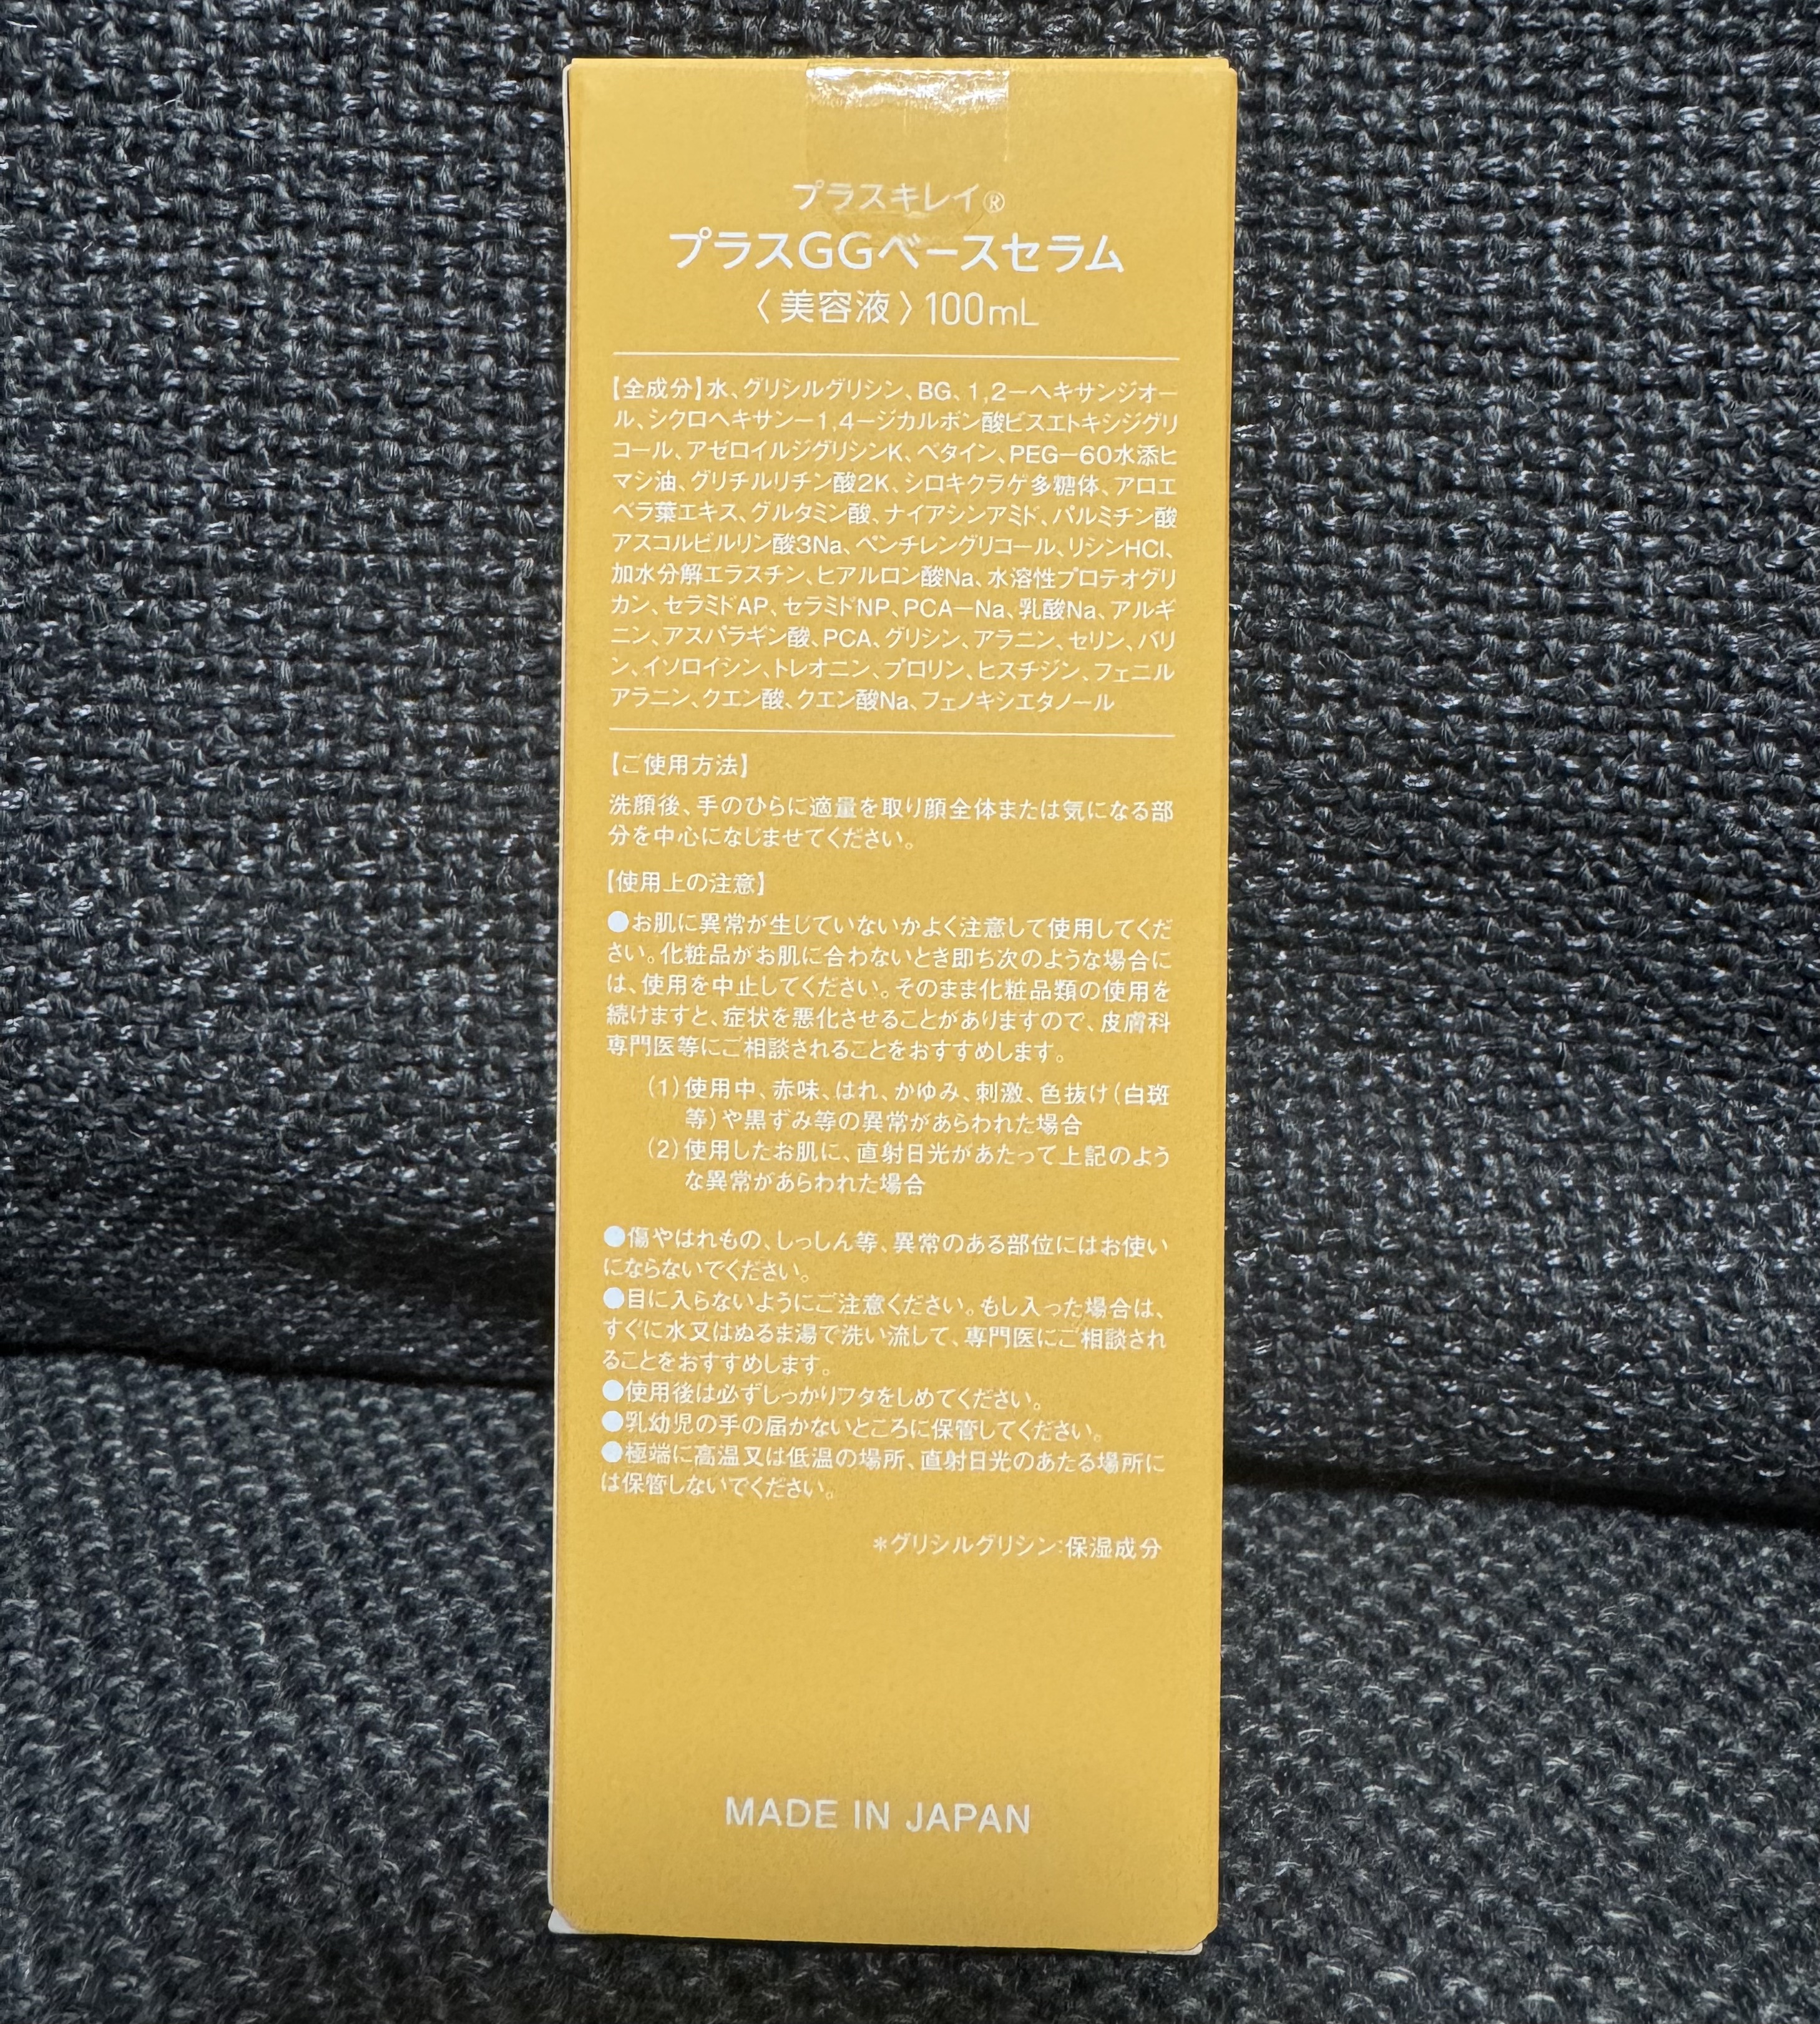 プラスキレイ®
プラスGGベースセラム
〈美容液〉100mL
【全成分】水、グリシルグリシン、BG、1,2－ヘキサンジオー
ル、シクロヘキサン－1,4－ジカルボン酸ビスエトキシジグリ
コール、アゼロイルジグリシンK、ベタイン、PEG－60水添ヒ
マシ油、グリチルリチン酸2K、シロキクラゲ多糖体、アロエ
ベラ葉エキス、グルタミン酸、ナイアシンアミド、パルミチン酸
アスコルビルリン酸3Na、ペンチレングリコール、リシンHCl、
加水分解エラスチン、ヒアルロン酸Na、水溶性プロテオグリ
カン、セラミドAP、セラミドNP、PCA－Na、乳酸Na、アルギ
ニン、アスパラギン酸、PCA、グリシン、アラニン、セリン、バリ
ン、イソロイシン、トレオニン、プロリン、ヒスチジン、フェニル
アラニン、クエン酸、クエン酸Na、フェノキシエタノール
【ご使用方法】
洗顔後、手のひらに適量を取り顔全体または気になる部
分を中心になじませてください。
【使用上の注意】
●お肌に異常が生じていないかよく注意して使用してくだ
さい。化粧品がお肌に合わないとき即ち次のような場合に
は、使用を中止してください。そのまま化粧品類の使用を
続けますと、症状を悪化させることがありますので、皮膚科
専門医等にご相談されることをおすすめします。
(1)使用中、赤味、はれ、かゆみ、刺激、色抜け(白斑
等)や黒ずみ等の異常があらわれた場合
(2)使用したお肌に、直射日光があたって上記のよう
な異常があらわれた場合
●傷やはれもの、しっしん等、異常のある部位にはお使い
にならないでください。
●目に入らないようにご注意ください。もし入った場合は、
すぐに水又はぬるま湯で洗い流して、専門医にご相談され
ることをおすすめします。
●使用後は必ずしっかりフタをしめてください。
●乳幼児の手の届かないところに保管してください。
●極端に高温又は低温の場所、直射日光のあたる場所に
は保管しないでください。
＊グリシルグリシン:保湿成分
MADE IN JAPAN